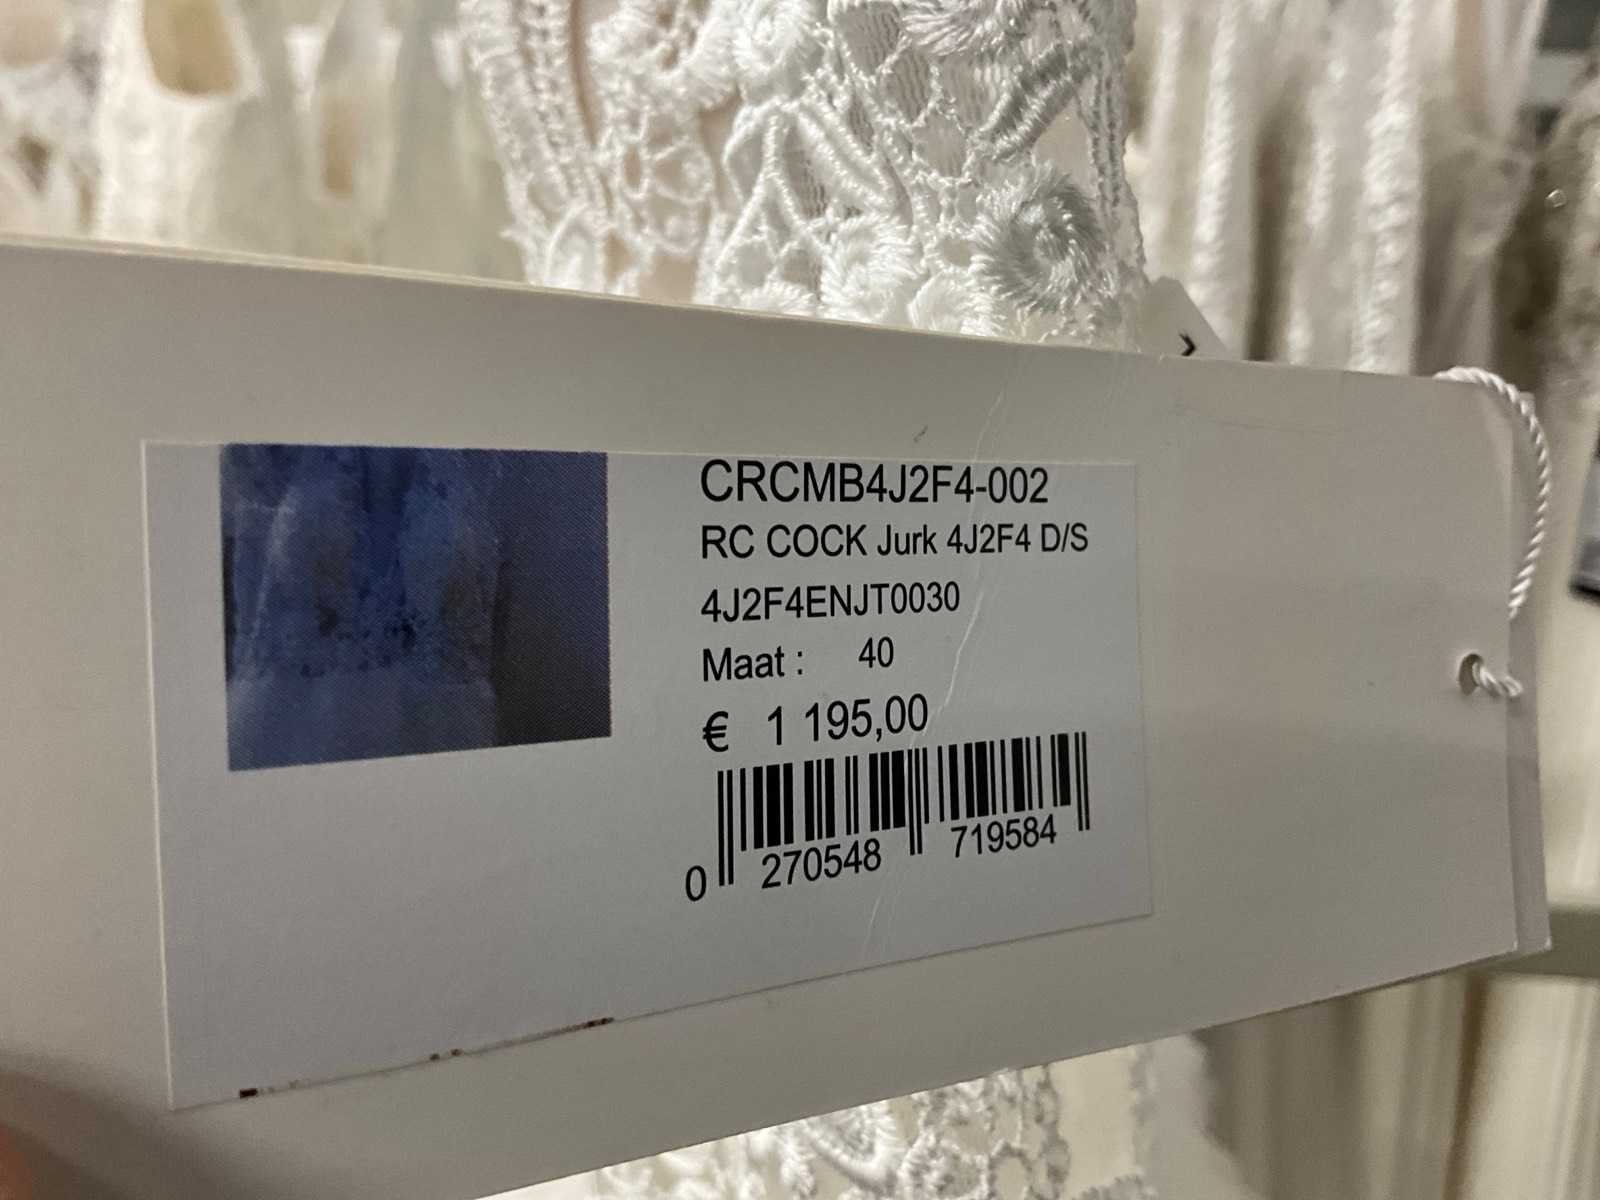 CRCMB4J2F4-002
RC COCK Jurk 4J2F4 D/S
4J2F4ENJT0030
Maat : 40
€ 1 195,00
0 270548 719584